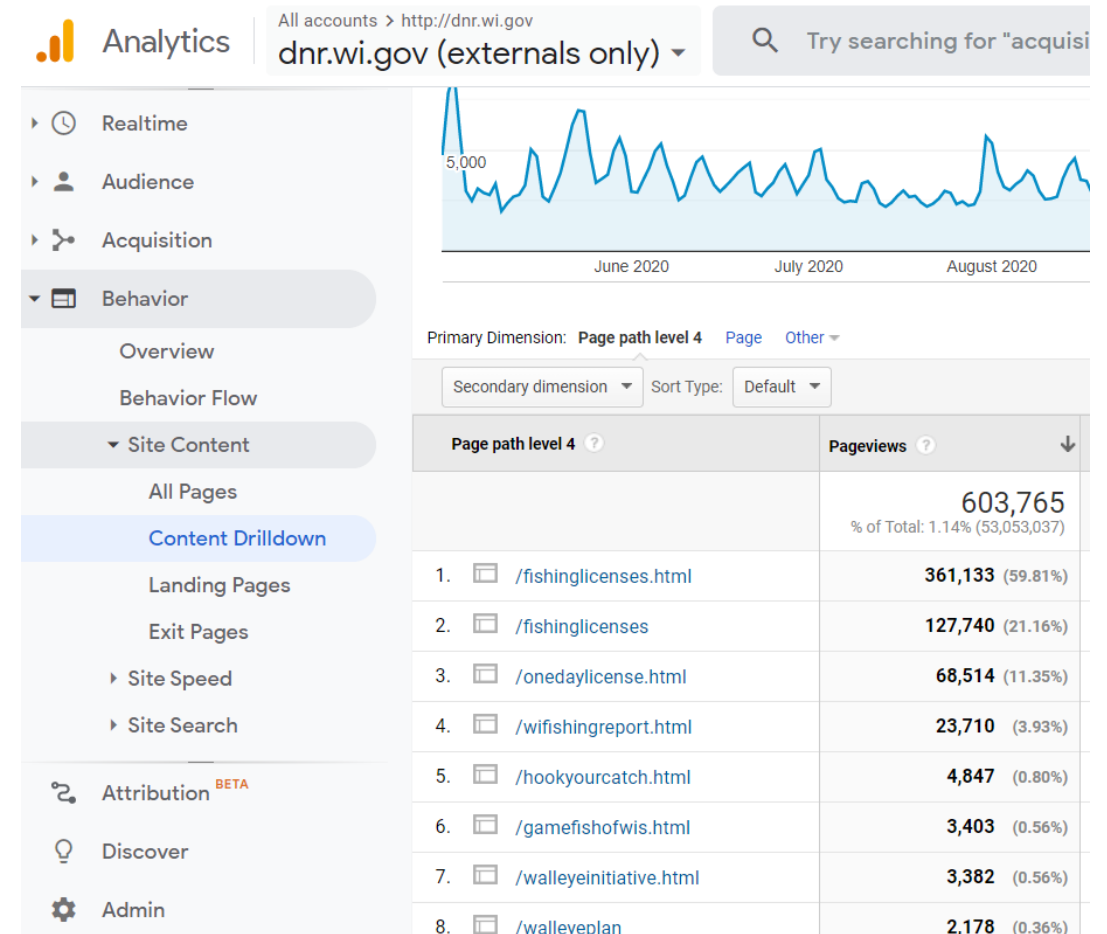 Analytics
All accounts > http://dnr.wi.gov
dnr.wi.gov (externals only)
Try searching for "acquisi
Realtime
Audience
Acquisition
Behavior
Overview
Behavior Flow
Site Content
All Pages
Content Drilldown
Landing Pages
Exit Pages
Site Speed
Site Search
Attribution BETA
Discover
Admin
5,000
June 2020 July 2020 August 2020
Primary Dimension: Page path level 4 Page Other
Secondary dimension Sort Type: Default
Page path level 4 ? Pageviews ?
603,765
% of Total: 1.14% (53,053,037)
1. /fishinglicenses.html 361,133 (59.81%)
2. /fishinglicenses 127,740 (21.16%)
3. /onedaylicense.html 68,514 (11.35%)
4. /wifishingreport.html 23,710 (3.93%)
5. /hookyourcatch.html 4,847 (0.80%)
6. /gamefishofwis.html 3,403 (0.56%)
7. /walleyeinitiative.html 3,382 (0.56%)
8. /walleyeplan 2,178 (0.36%)